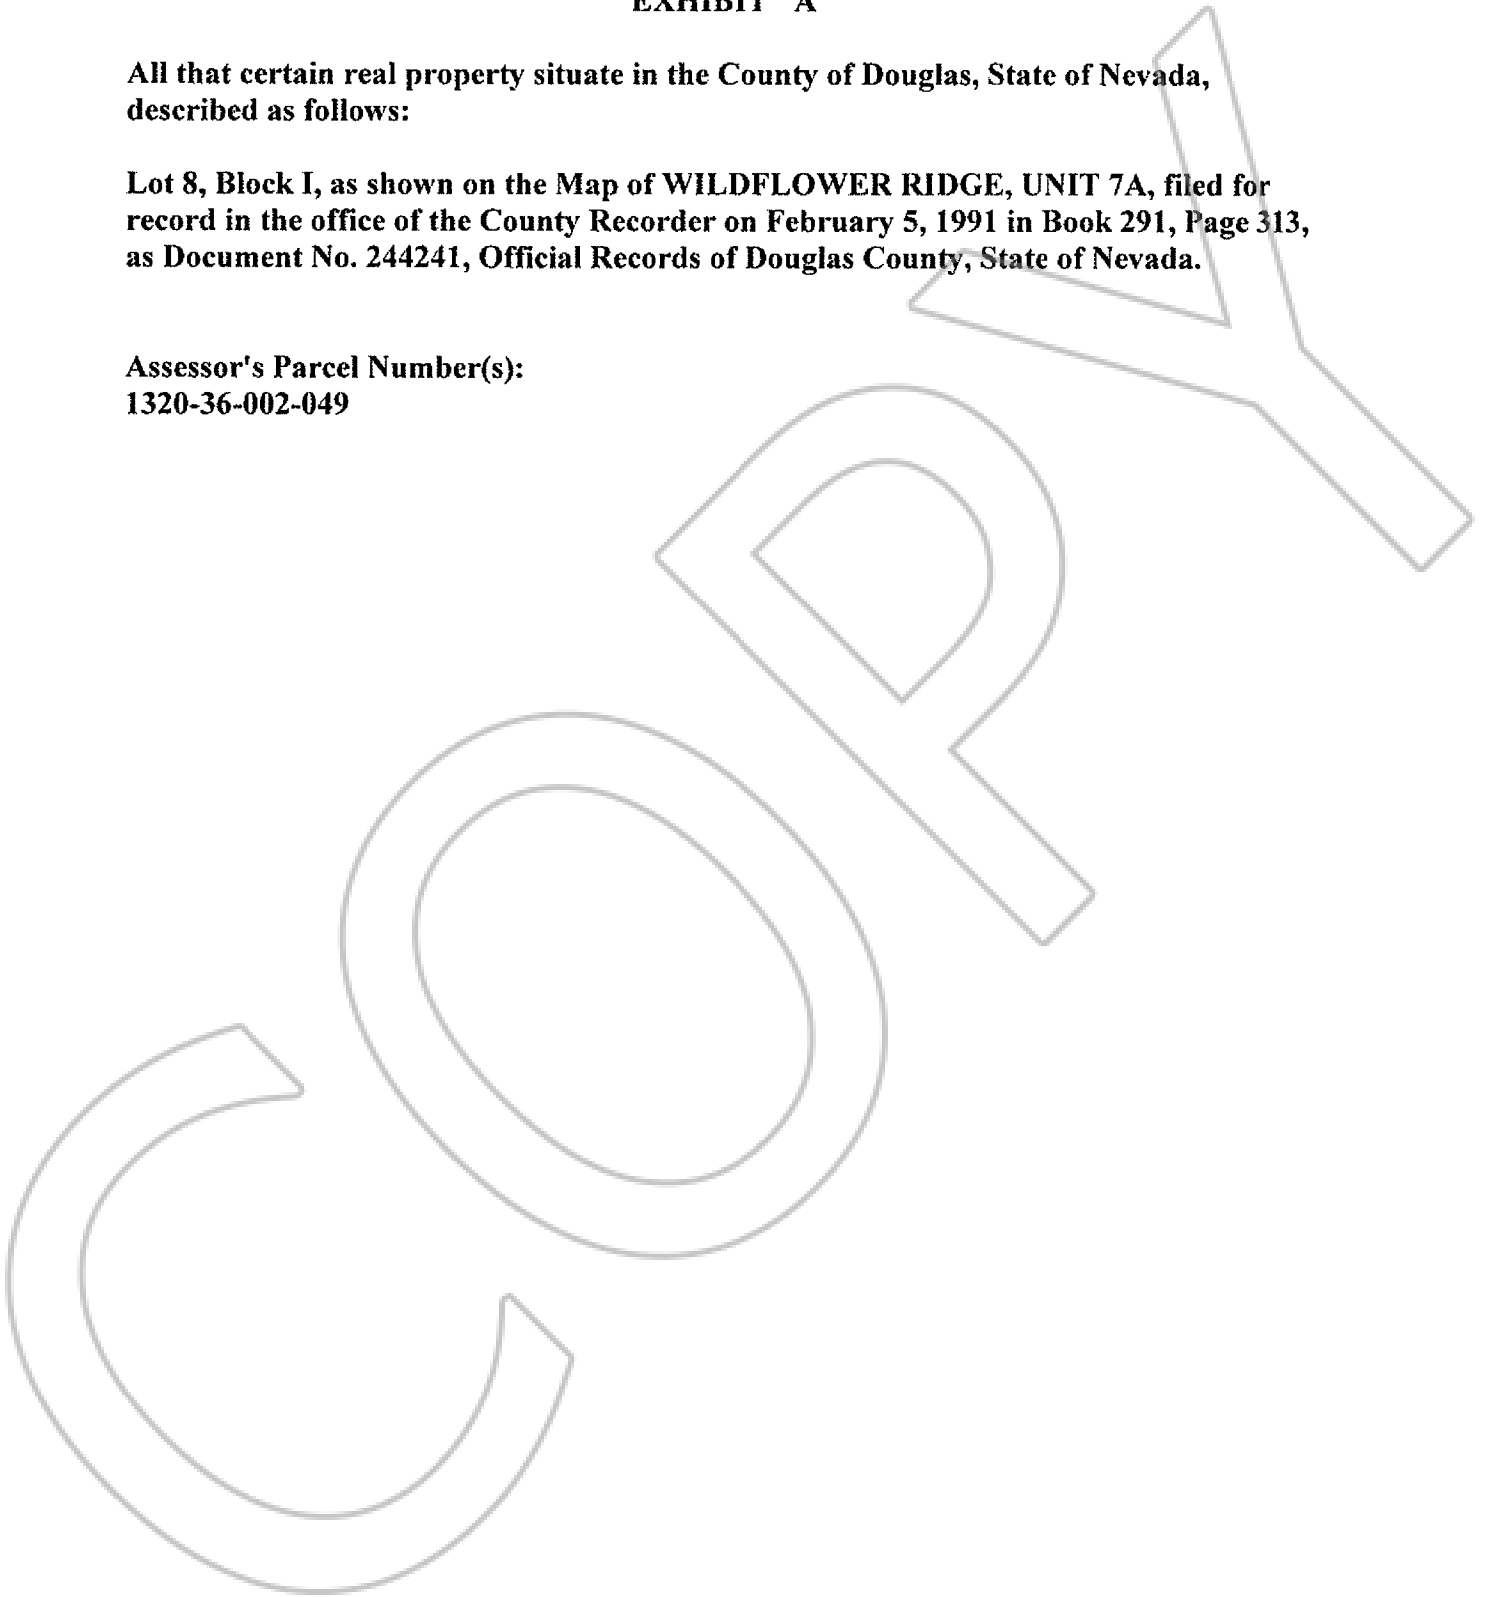 EXHIBIT "A"
All that certain real property situate in the County of Douglas, State of Nevada,
described as follows:
Lot 8, Block I, as shown on the Map of WILDFLOWER RIDGE, UNIT 7A, filed for
record in the office of the County Recorder on February 5, 1991 in Book 291, Page 313,
as Document No. 244241, Official Records of Douglas County, State of Nevada.
Assessor's Parcel Number(s):
1320-36-002-049
COPY